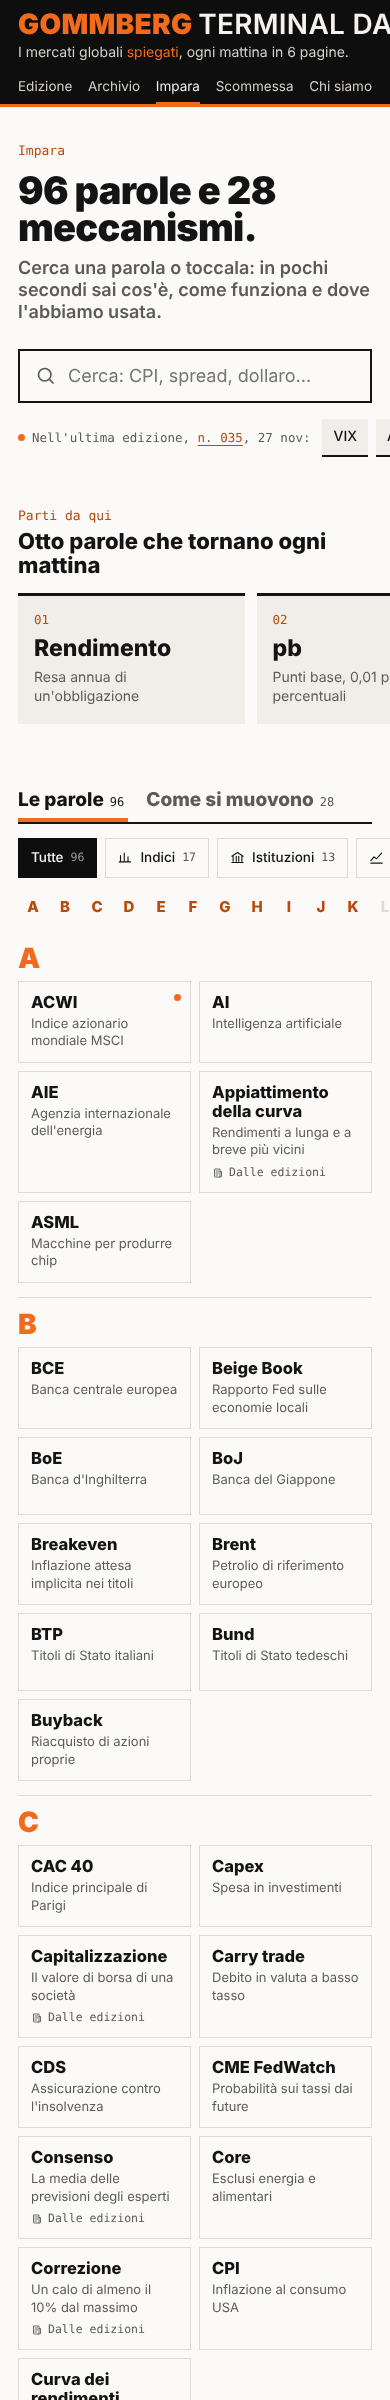 GOMMBERG TERMINAL DA
I mercati globali spiegati, ogni mattina in 6 pagine.
Edizione Archivio Impara Scommessa Chi siamo
Impara
96 parole e 28
meccanismi.
Cerca una parola o toccala: in pochi
secondi sai cos'è, come funziona e dove
l'abbiamo usata.
Cerca: CPI, spread, dollaro...
Nell'ultima edizione, n. 035, 27 nov: VIX
Parti da qui
Otto parole che tornano ogni
mattina
01
Rendimento
Resa annua di
un'obbligazione
02
pb
Punti base, 0,01 p
percentuali
Le parole 96 Come si muovono 28
Tutte 96 Indici 17 Istituzioni 13
A B C D E F G H I J K L
A
ACWI
Indice azionario
mondiale MSCI
AI
Intelligenza artificiale
AIE
Agenzia internazionale
dell'energia
Appiattimento
della curva
Rendimenti a lunga e a
breve più vicini
Dalle edizioni
ASML
Macchine per produrre
chip
B
BCE
Banca centrale europea
Beige Book
Rapporto Fed sulle
economie locali
BoE
Banca d'Inghilterra
BoJ
Banca del Giappone
Breakeven
Inflazione attesa
implicita nei titoli
Brent
Petrolio di riferimento
europeo
BTP
Titoli di Stato italiani
Bund
Titoli di Stato tedeschi
Buyback
Riacquisto di azioni
proprie
C
CAC 40
Indice principale di
Parigi
Capex
Spesa in investimenti
Capitalizzazione
Il valore di borsa di una
società
Dalle edizioni
Carry trade
Debito in valuta a basso
tasso
CDS
Assicurazione contro
l'insolvenza
CME FedWatch
Probabilità sui tassi dai
future
Consenso
La media delle
previsioni degli esperti
Dalle edizioni
Core
Esclusi energia e
alimentari
Correzione
Un calo di almeno il
10% dal massimo
Dalle edizioni
CPI
Inflazione al consumo
USA
Curva dei
rendimenti